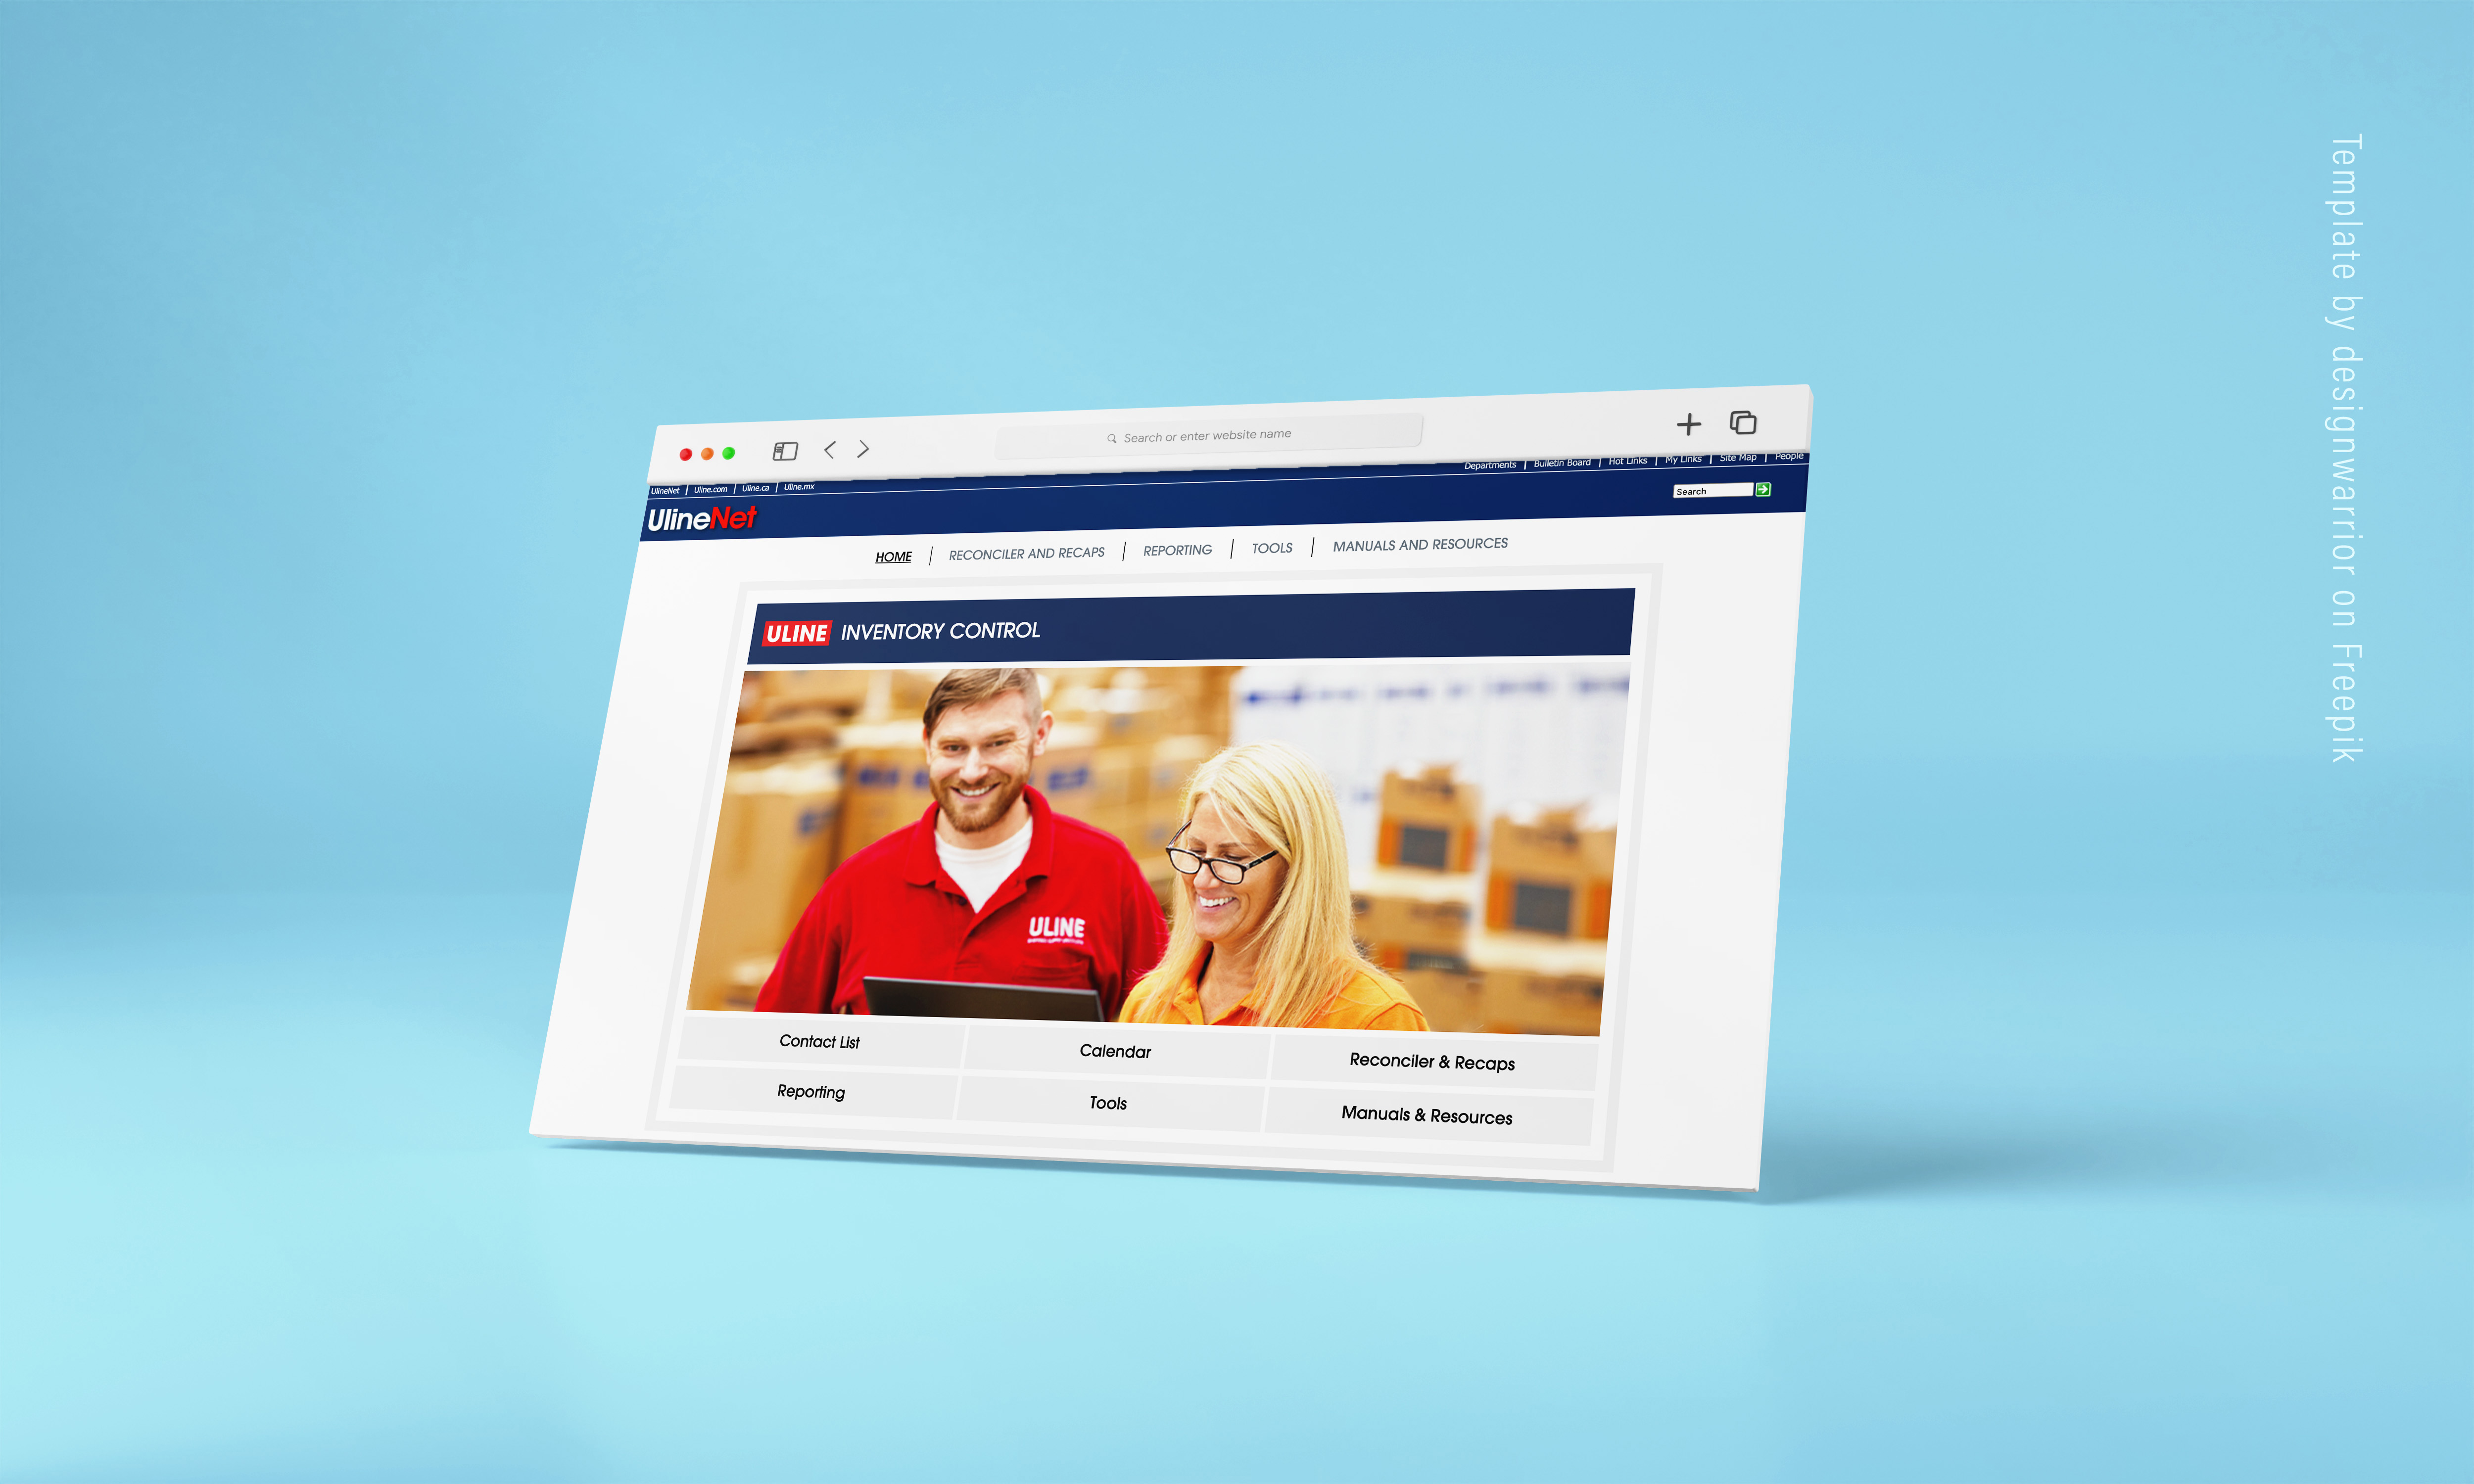 Template by designwarrior on Freepik
Search or enter website name
UlineNet | Uline.com | Uline.ca | Uline.mx
Departments | Bulletin Board | Hot Links | My Links | Site Map | People
UlineNet
Search
HOME | RECONCILER AND RECAPS | REPORTING | TOOLS | MANUALS AND RESOURCES
ULINE INVENTORY CONTROL
ULINE
Contact List
Calendar
Reconciler & Recaps
Reporting
Tools
Manuals & Resources